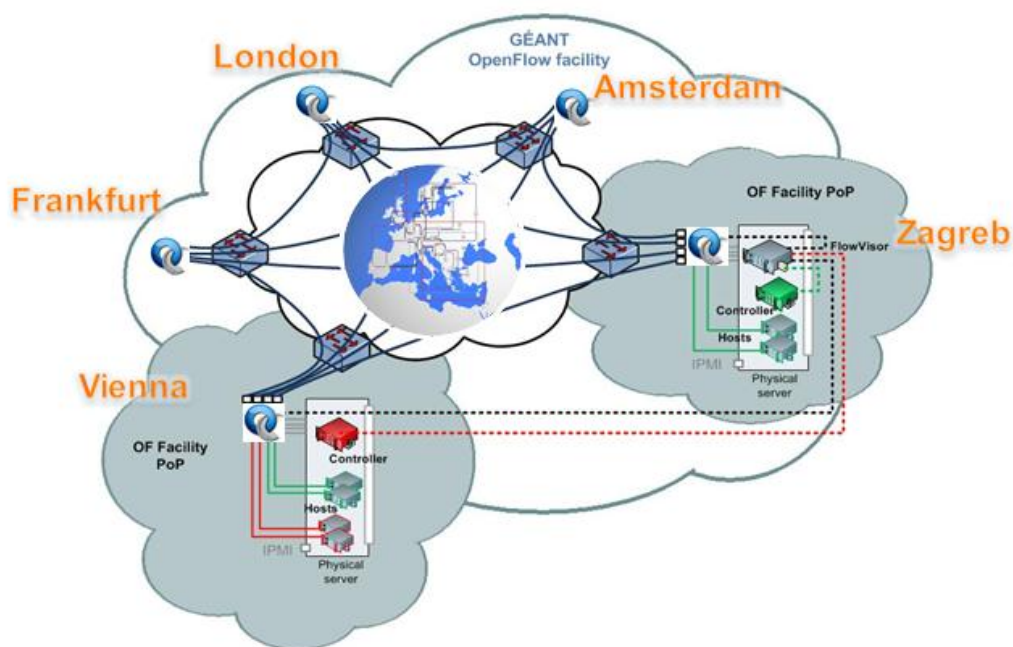 London
GÉANT
OpenFlow facility
Amsterdam
Frankfurt
OF Facility PoP
Zagreb
FlowVisor
Controller
Hosts
IPMI
Physical
server
Vienna
OF Facility
PoP
Controller
Hosts
IPMI
Physical
server